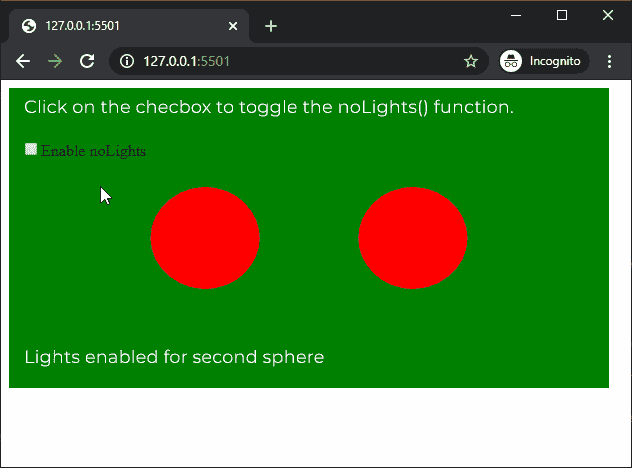 127.0.0.1:5501
127.0.0.1:5501
Incognito
Click on the checbox to toggle the noLights() function.
Enable noLights
Lights enabled for second sphere